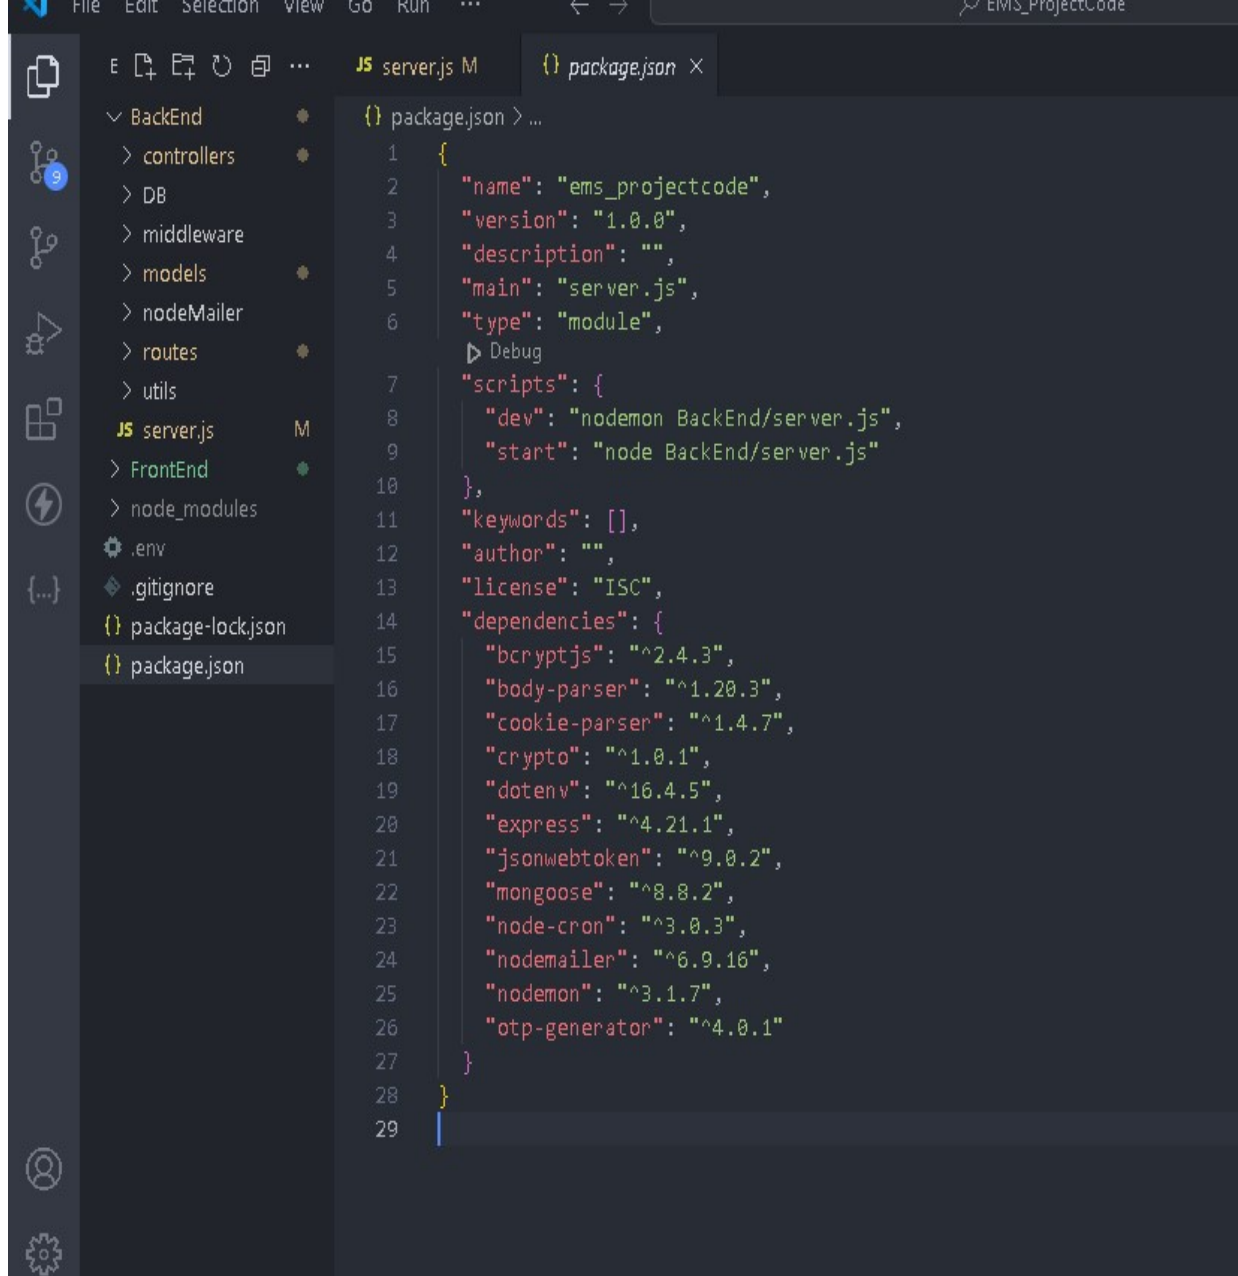 File Edit Selection View Go Run ··· ← → EMS_ProjectCode
E ···
BackEnd
controllers
DB
middleware
models
nodeMailer
routes
utils
JS server.js M
FrontEnd
node_modules
.env
.gitignore
{} package-lock.json
{} package.json
9
{...}
JS server.js M {} package.json ×
{} package.json > ...
1 {
2 "name": "ems_projectcode",
3 "version": "1.0.0",
4 "description": "",
5 "main": "server.js",
6 "type": "module",
Debug
7 "scripts": {
8 "dev": "nodemon BackEnd/server.js",
9 "start": "node BackEnd/server.js"
10 },
11 "keywords": [],
12 "author": "",
13 "license": "ISC",
14 "dependencies": {
15 "bcryptjs": "^2.4.3",
16 "body-parser": "^1.20.3",
17 "cookie-parser": "^1.4.7",
18 "crypto": "^1.0.1",
19 "dotenv": "^16.4.5",
20 "express": "^4.21.1",
21 "jsonwebtoken": "^9.0.2",
22 "mongoose": "^8.8.2",
23 "node-cron": "^3.0.3",
24 "nodemailer": "^6.9.16",
25 "nodemon": "^3.1.7",
26 "otp-generator": "^4.0.1"
27 }
28 }
29